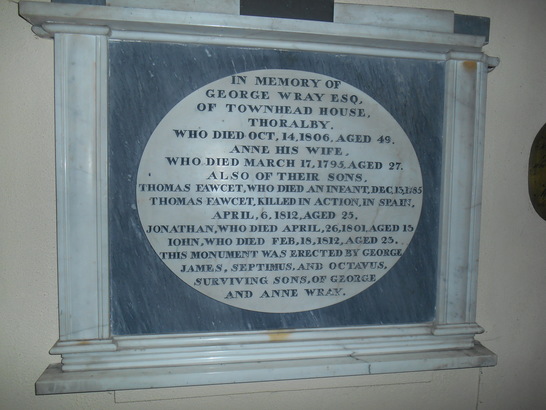 IN MEMORY OF
GEORGE WRAY ESQ.
OF TOWNHEAD HOUSE,
THORALBY.
WHO DIED OCT, 14, 1806, AGED 49.
ANNE HIS WIFE,
WHO DIED MARCH 17, 1795, AGED 27.
ALSO OF THEIR SONS.
THOMAS FAWCET, WHO DIED AN INFANT, DEC, 13, 1785
THOMAS FAWCET, KILLED IN ACTION, IN SPAIN,
APRIL, 6, 1812, AGED 25.
JONATHAN, WHO DIED APRIL, 26, 1801, AGED 13
IOHN, WHO DIED FEB, 18, 1812, AGED 23.
THIS MONUMENT WAS ERECTED BY GEORGE
JAMES, SEPTIMUS, AND OCTAVUS,
SURVIVING SONS, OF GEORGE
AND ANNE WRAY.